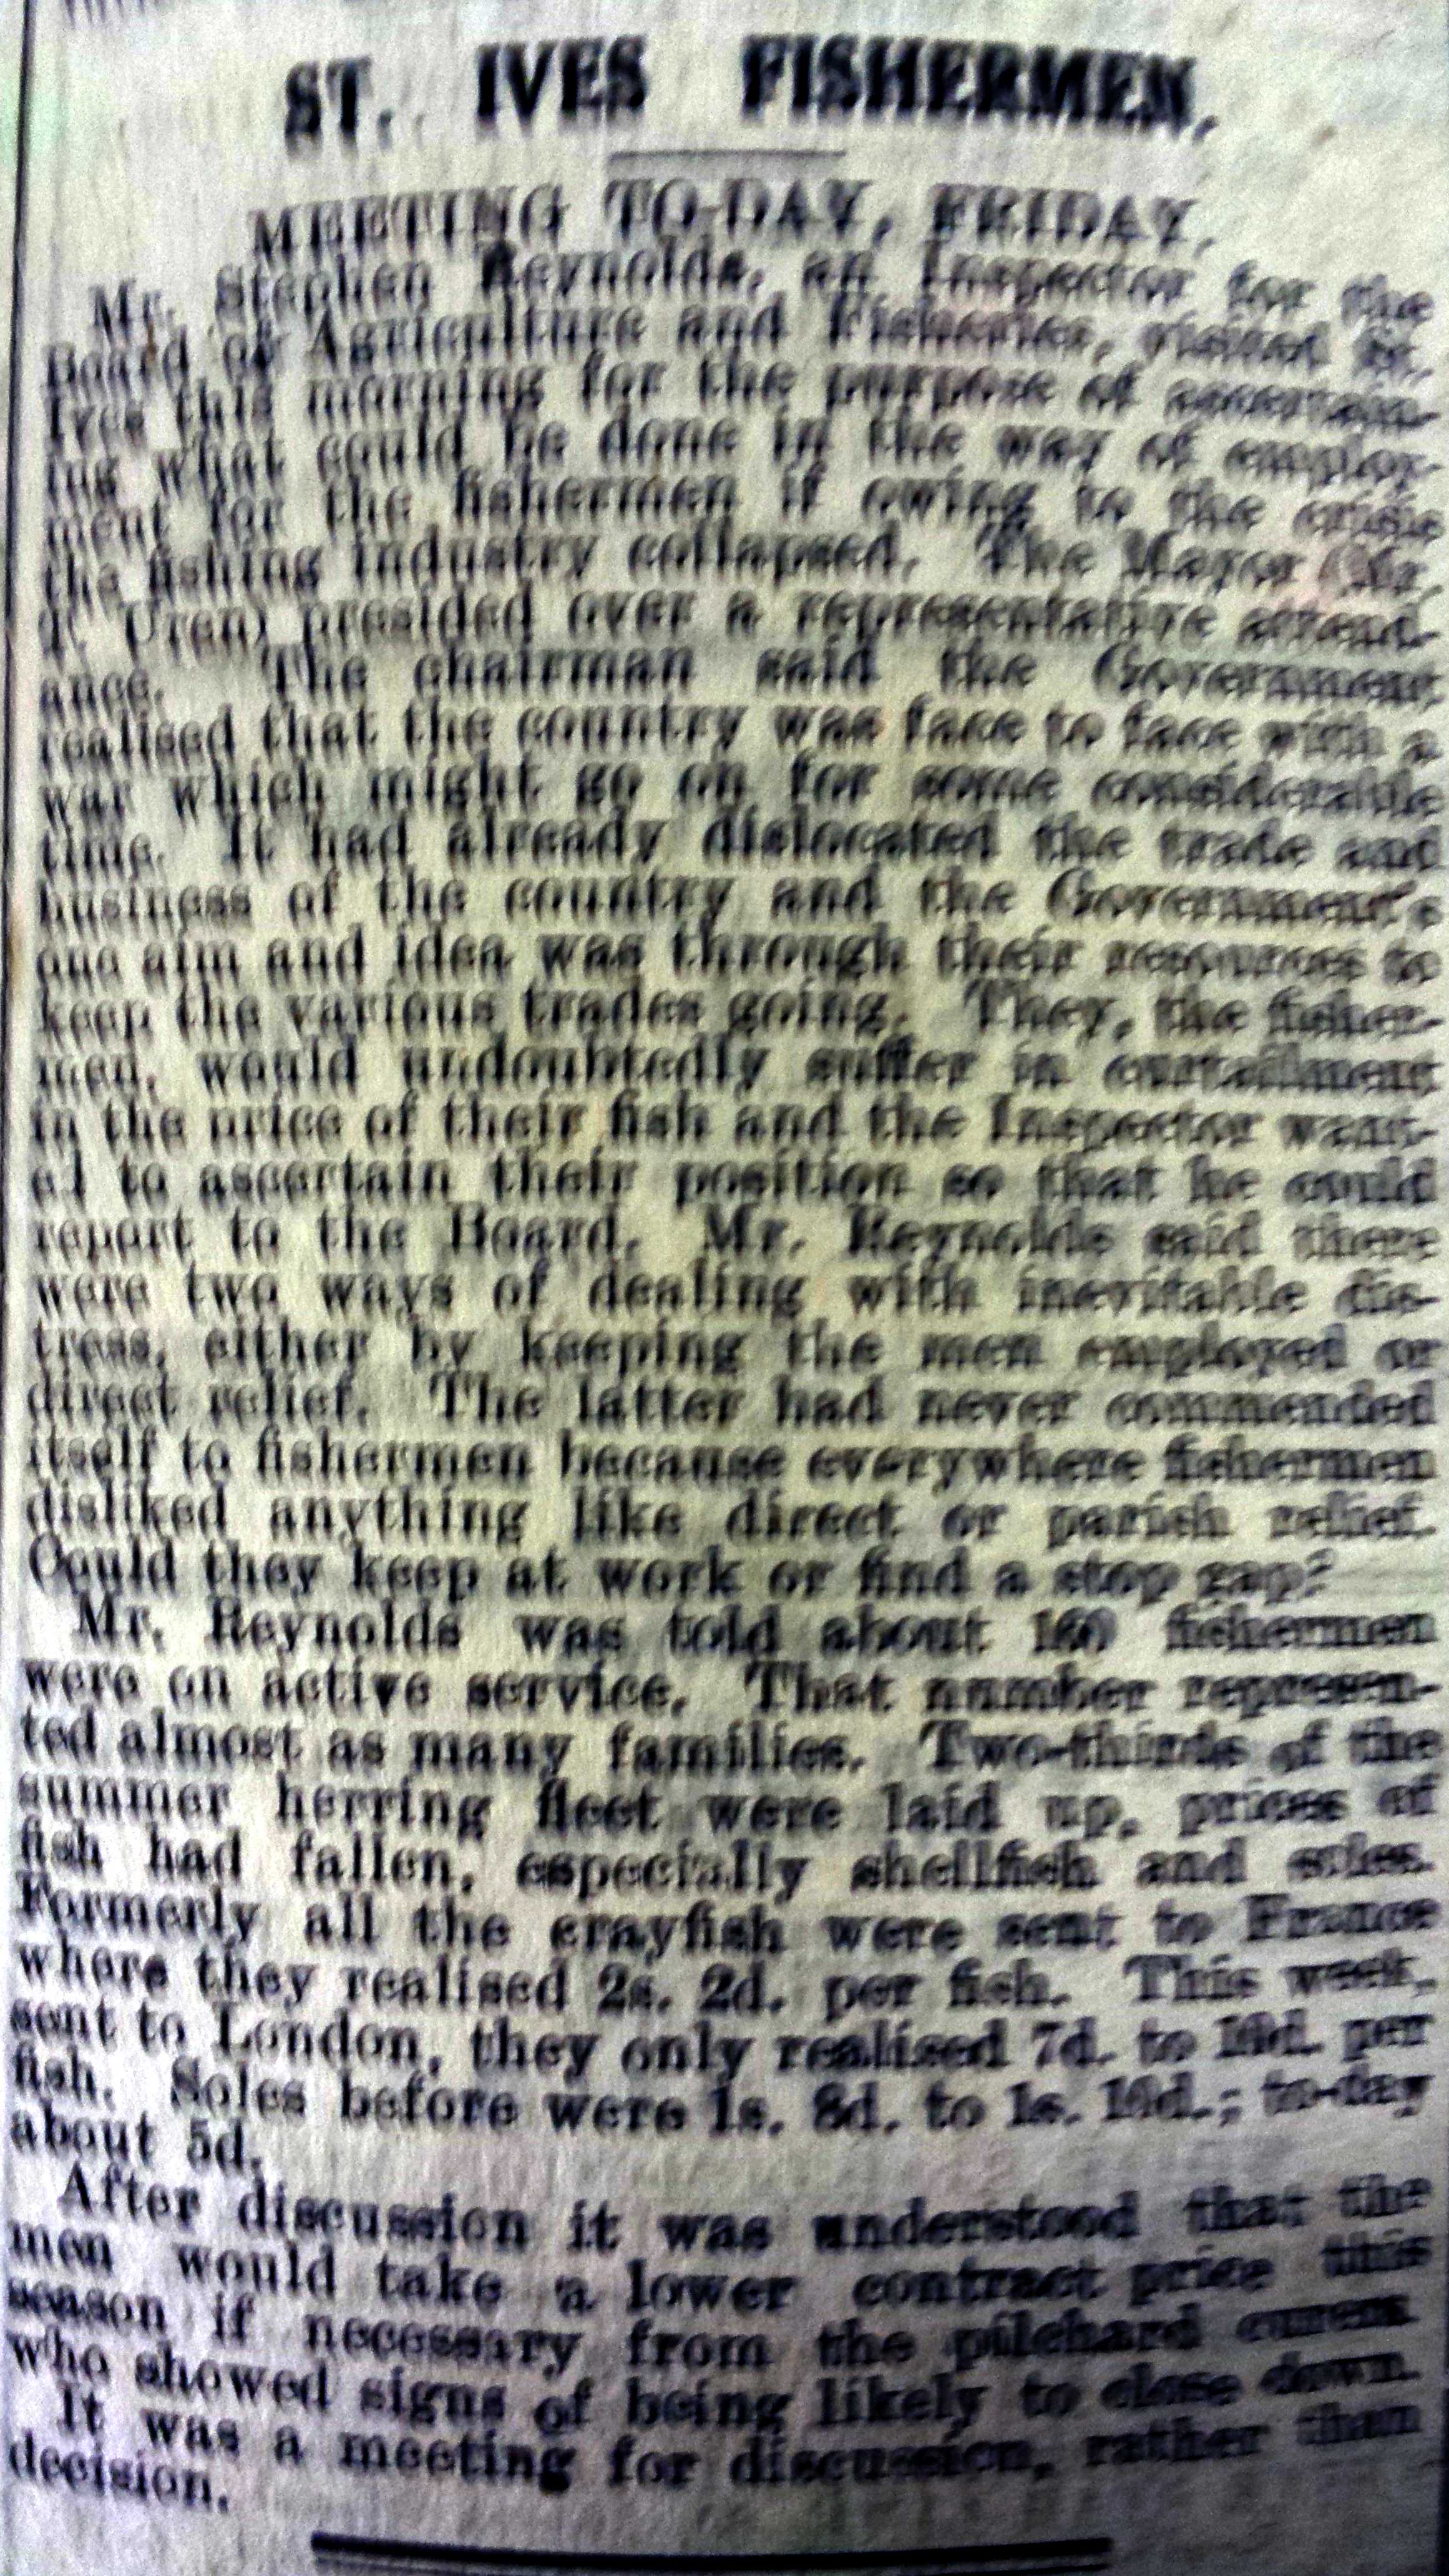 ST. IVES FISHERMEN.
MEETING TO-DAY, FRIDAY.
Mr. Stephen Reynolds, an Inspector for the
Board of Agriculture and Fisheries, visited St.
Ives this morning for the purpose of ascertain-
ing what could be done in the way of employ-
ment for the fishermen if owing to the crisis
the fishing industry collapsed. The Mayor (Mr.
T. Uren) presided over a representative attend-
ance. The chairman said the Government
realised that the country was face to face with a
war which might go on for some considerable
time. It had already dislocated the trade and
business of the country and the Government's
one aim and idea was through their resources to
keep the various trades going. They, the fisher-
men, would undoubtedly suffer in curtailment
in the price of their fish and the Inspector want-
ed to ascertain their position so that he could
report to the Board. Mr. Reynolds said there
were two ways of dealing with inevitable dis-
tress, either by keeping the men employed or
direct relief. The latter had never commended
itself to fishermen because everywhere fishermen
disliked anything like direct or parish relief.
Could they keep at work or find a stop gap?
Mr. Reynolds was told about 160 fishermen
were on active service. That number represen-
ted almost as many families. Two-thirds of the
summer herring fleet were laid up, prices of
fish had fallen, especially shellfish and soles.
Formerly all the crayfish were sent to France
where they realised 2s. 2d. per fish. This week,
sent to London, they only realised 7d. to 10d. per
fish. Soles before were 1s. 8d. to 1s. 10d.; to-day
about 5d.
After discussion it was understood that the
men would take a lower contract price this
season if necessary from the pilchard curers
who showed signs of being likely to close down.
It was a meeting for discussion, rather than
decision.